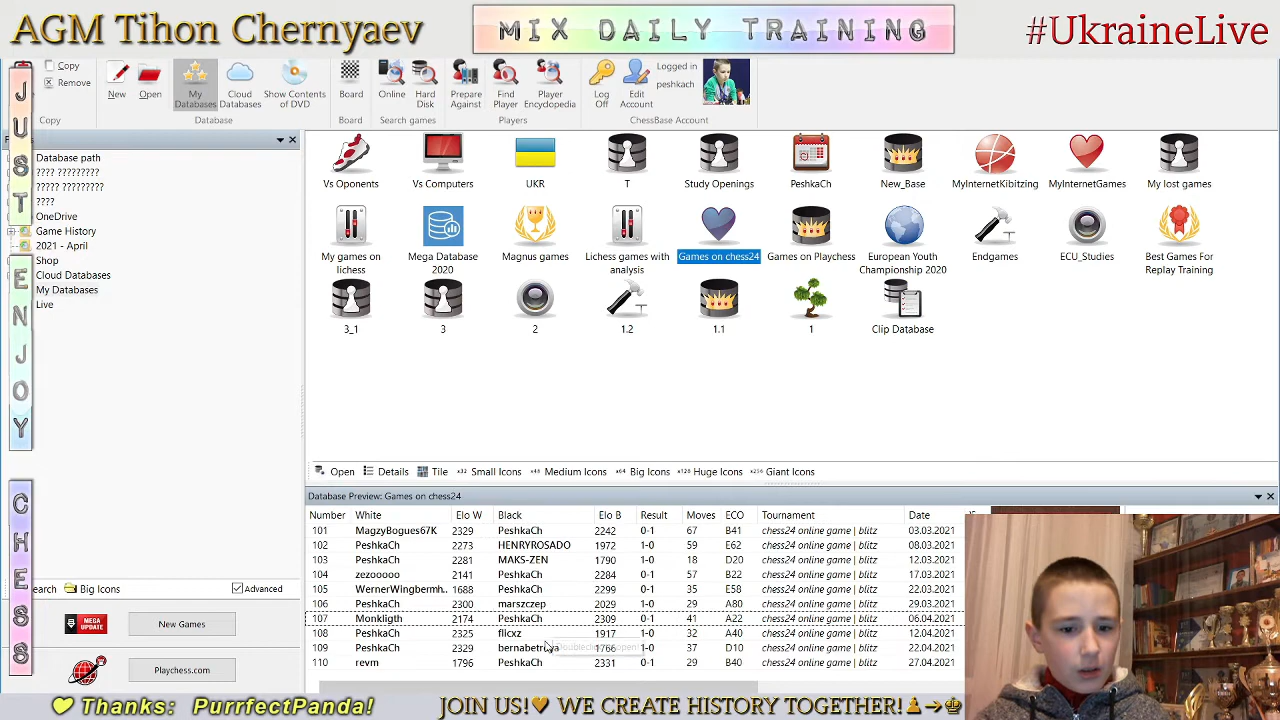 AGM Tihon Chernyaev
MIX DAILY TRAINING
#UkraineLive
JUST ENJOY CHESS
Copy
Remove
Copy
New
Open
My Databases
Cloud Databases
Show Contents of DVD
Database
Board
Board
Online
Hard Disk
Search games
Prepare Against
Find Player
Player Encyclopedia
Players
Log Off
Edit Account
Logged in
peshkach
ChessBase Account
Database path
???? ?????????
????? ?????????
????
OneDrive
Game History
2021 - April
Shop
Cloud Databases
My Databases
Live
Vs Oponents
Vs Computers
UKR
T
Study Openings
PeshkaCh
New_Base
MyInternetKibitzing
MyInternetGames
My lost games
My games on lichess
Mega Database 2020
Magnus games
Lichess games with analysis
Games on chess24
Games on Playchess
European Youth Championship 2020
Endgames
ECU_Studies
Best Games For Replay Training
3_1
3
2
1.2
1.1
1
Clip Database
Open Details Tile x32 Small Icons x48 Medium Icons x64 Big Icons x128 Huge Icons x256 Giant Icons
Database Preview: Games on chess24
Number White Elo W Black Elo B Result Moves ECO Tournament Date
101 MagzyBogues67K 2329 PeshkaCh 2242 0-1 67 B41 chess24 online game | blitz 03.03.2021
102 PeshkaCh 2273 HENRYROSADO 1972 1-0 59 E62 chess24 online game | blitz 08.03.2021
103 PeshkaCh 2281 MAKS-ZEN 1790 1-0 18 D20 chess24 online game | blitz 12.03.2021
104 zezooooo 2141 PeshkaCh 2284 0-1 57 B22 chess24 online game | blitz 17.03.2021
105 WernerWingbermh.. 1688 PeshkaCh 2299 0-1 35 E58 chess24 online game | blitz 22.03.2021
106 PeshkaCh 2300 marszczep 2029 1-0 29 A80 chess24 online game | blitz 29.03.2021
107 Monkligth 2174 PeshkaCh 2309 0-1 41 A22 chess24 online game | blitz 06.04.2021
108 PeshkaCh 2325 flicxz 1917 1-0 32 A40 chess24 online game | blitz 12.04.2021
109 PeshkaCh 2329 1766 1-0 37 D10 chess24 online game | blitz 22.04.2021
110 revm 1796 PeshkaCh 2331 0-1 29 B40 chess24 online game | blitz 27.04.2021
earch Big Icons Advanced
MEGA UPDATE
New Games
Playchess.com
Thanks: PurrfectPanda!
JOIN US! WE CREATE HISTORY TOGETHER!